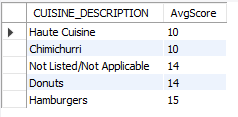 CUISINE_DESCRIPTION AvgScore
Haute Cuisine 10
Chimichurri 10
Not Listed/Not Applicable 14
Donuts 14
Hamburgers 15